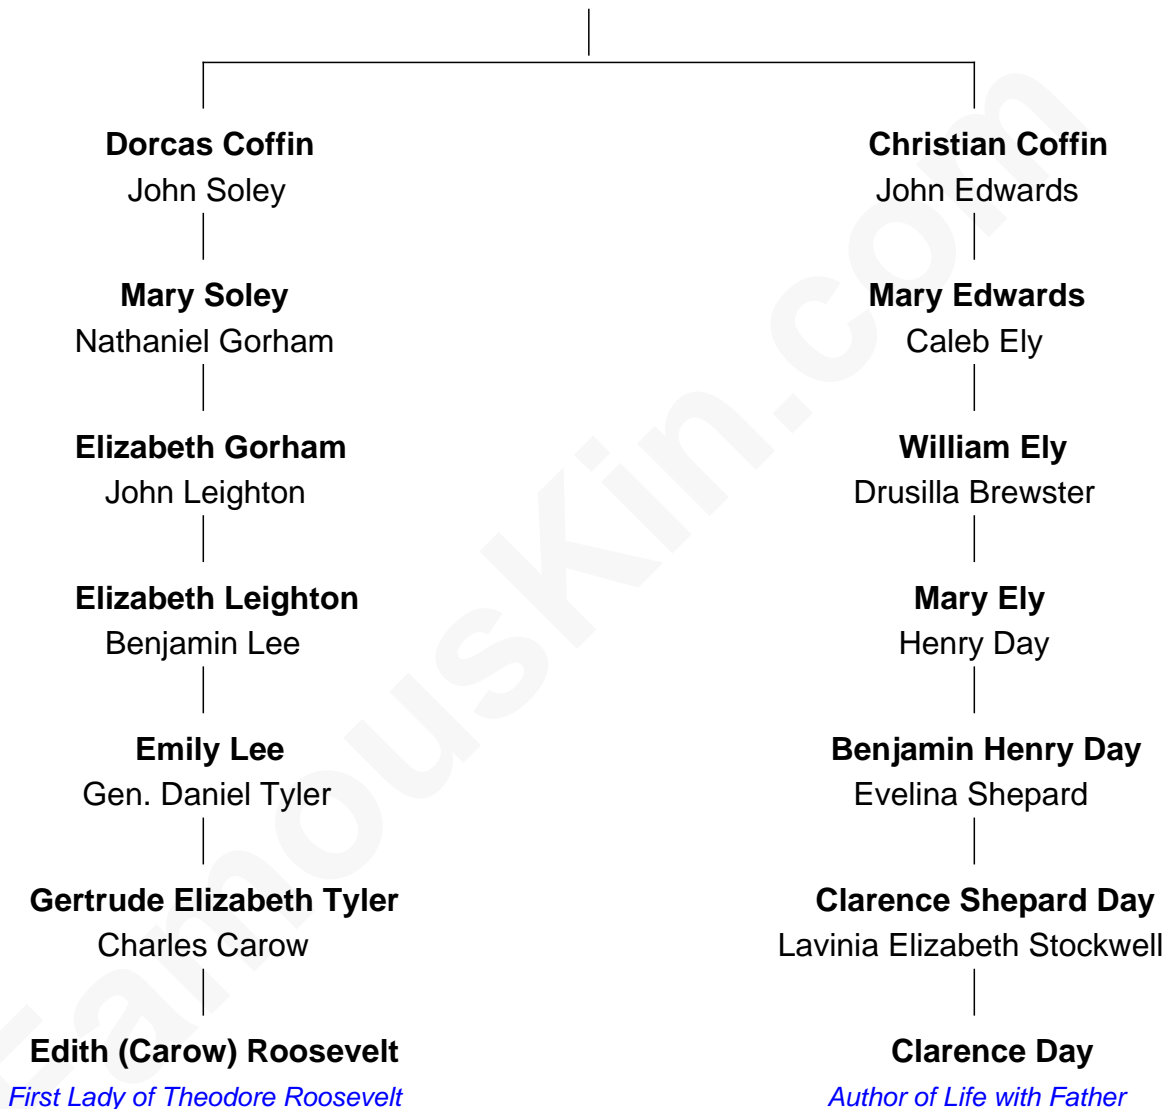 Dorcas Coffin
John Soley
Mary Soley
Nathaniel Gorham
Elizabeth Gorham
John Leighton
Elizabeth Leighton
Benjamin Lee
Emily Lee
Gen. Daniel Tyler
Gertrude Elizabeth Tyler
Charles Carow
Edith (Carow) Roosevelt
First Lady of Theodore Roosevelt
Christian Coffin
John Edwards
Mary Edwards
Caleb Ely
William Ely
Drusilla Brewster
Mary Ely
Henry Day
Benjamin Henry Day
Evelina Shepard
Clarence Shepard Day
Lavinia Elizabeth Stockwell
Clarence Day
Author of Life with Father
FamousKin.com